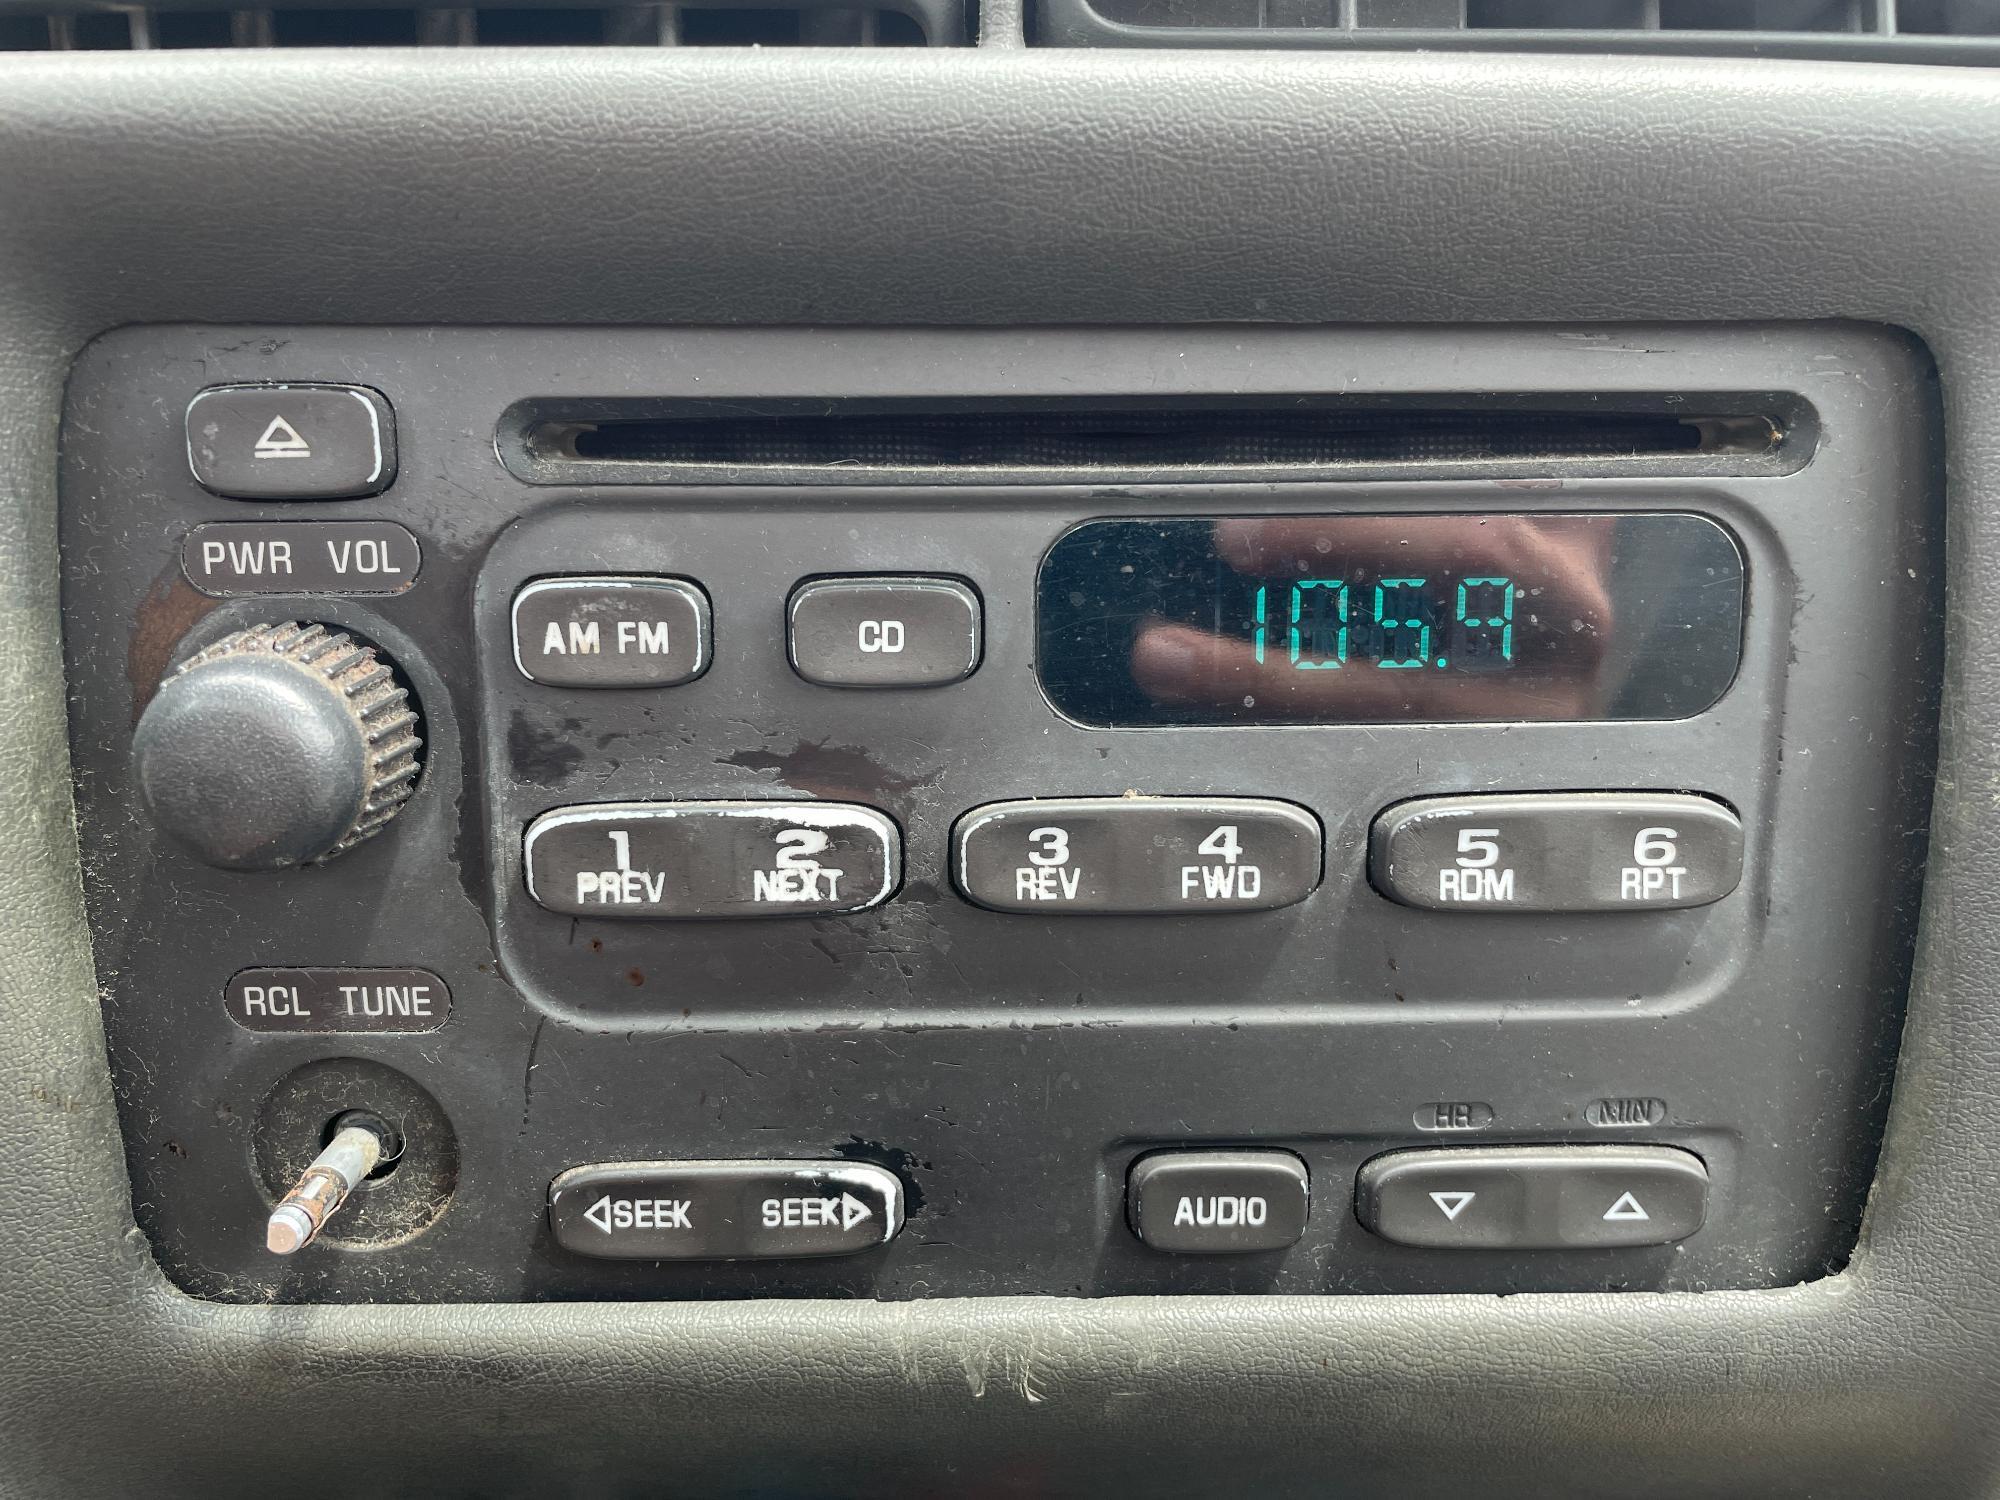 PWR VOL
AM FM
CD
105.9
1
PREV
2
NEXT
3
REV
4
FWD
5
RDM
6
RPT
RCL TUNE
HR
MIN
SEEK
SEEK
AUDIO